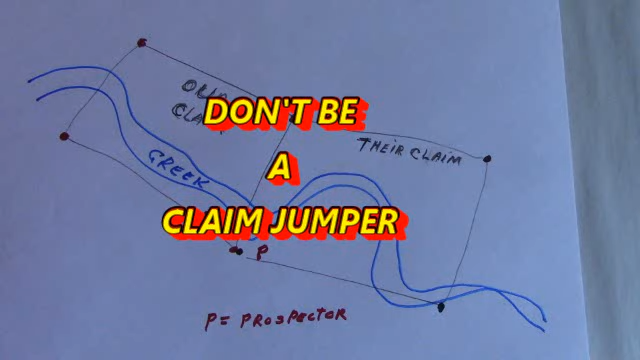 DON'T BE
A
CLAIM JUMPER
THEIR CLAIM
CREEK
P
P = PROSPECTOR